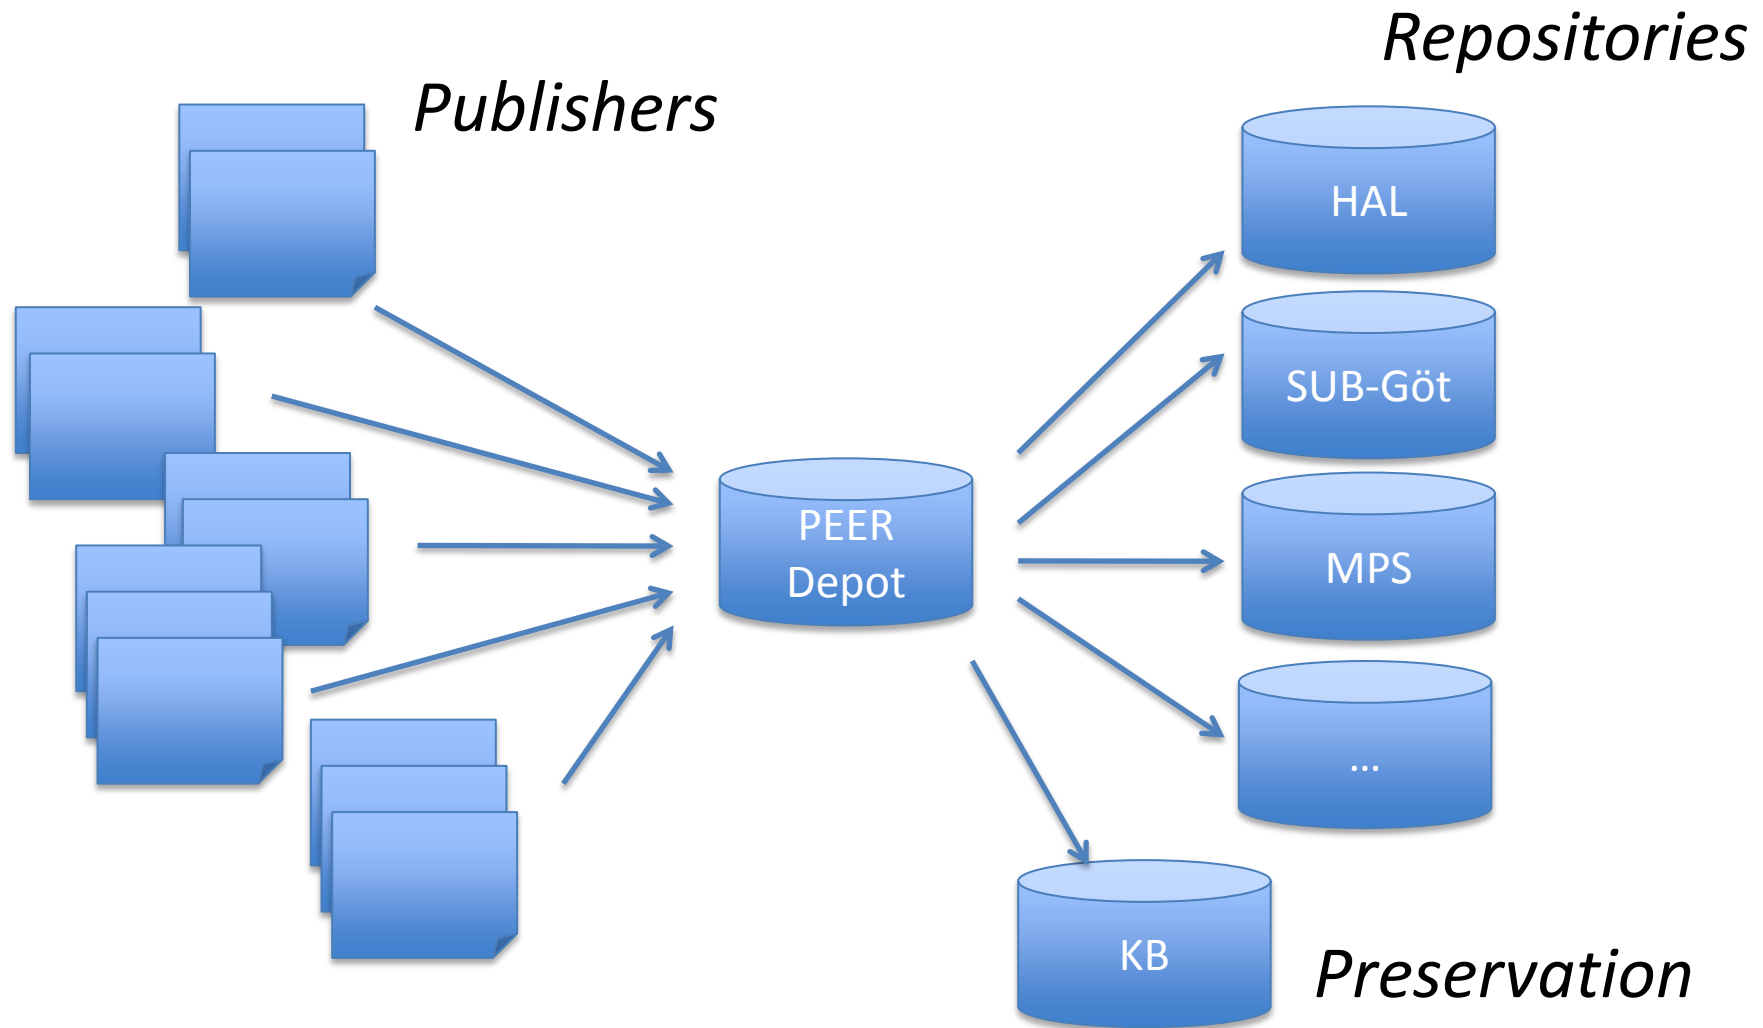 Repositories
Publishers
HAL
SUB-Göt
PEER
Depot
MPS
...
KB
Preservation